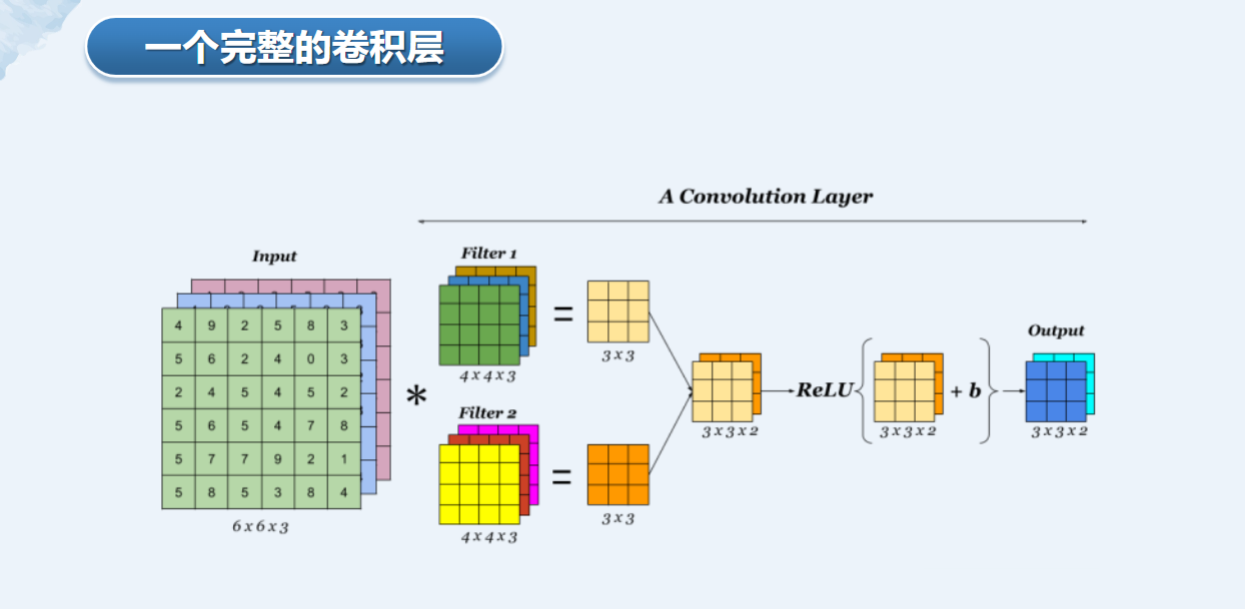 一个完整的卷积层
A Convolution Layer
Input
4 9 2 5 8 3
5 6 2 4 0 3
2 4 5 4 5 2
5 6 5 4 7 8
5 7 7 9 2 1
5 8 5 3 8 4
6 x 6 x 3
*
Filter 1
4 x 4 x 3
=
3 x 3
Filter 2
4 x 4 x 3
=
3 x 3
3 x 3 x 2
ReLU
3 x 3 x 2
+ b
Output
3 x 3 x 2